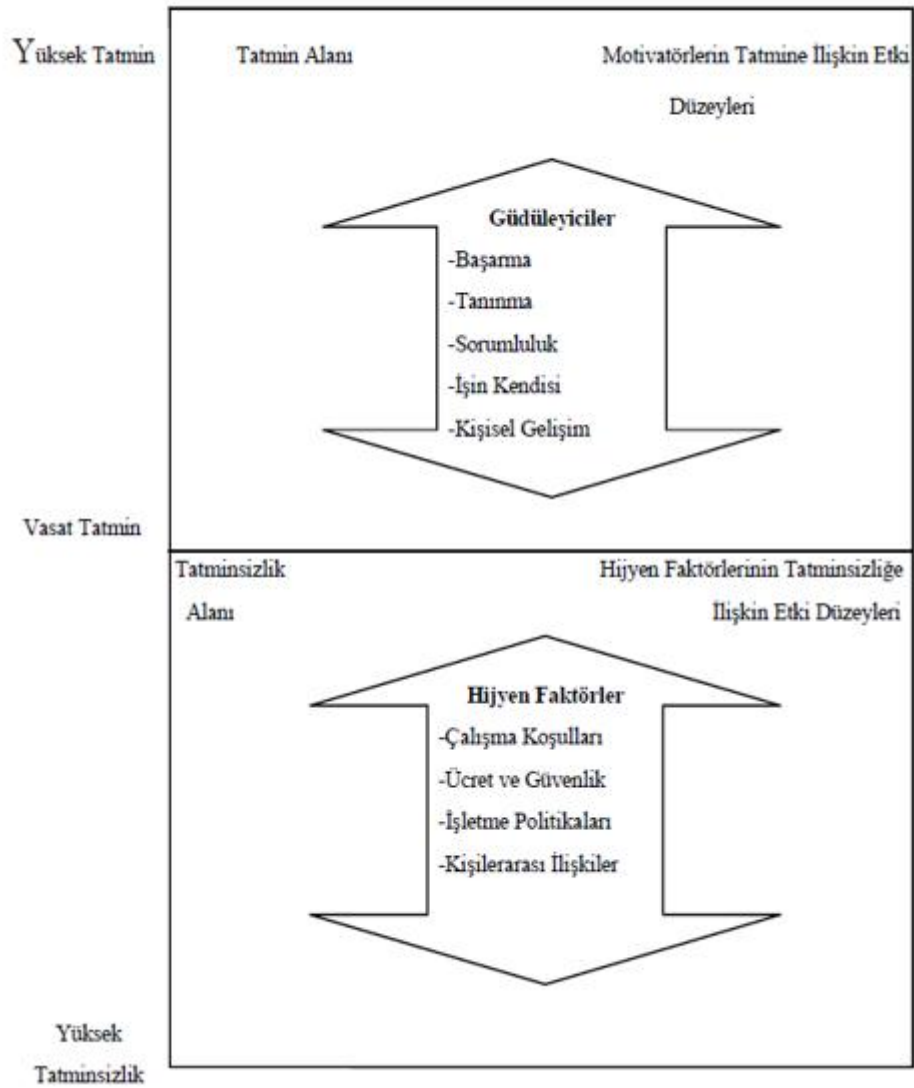 Yüksek Tatmin
Tatmin Alanı
Motivatörlerin Tatmine İlişkin Etki
Düzeyleri
Güdüleyiciler
-Başarma
-Tanınma
-Sorumluluk
-İşin Kendisi
-Kişisel Gelişim
Vasat Tatmin
Tatminsizlik
Alanı
Hijyen Faktörlerinin Tatminsizliğe
İlişkin Etki Düzeyleri
Hijyen Faktörler
-Çalışma Koşulları
-Ücret ve Güvenlik
-İşletme Politikaları
-Kişilerarası İlişkiler
Yüksek
Tatminsizlik